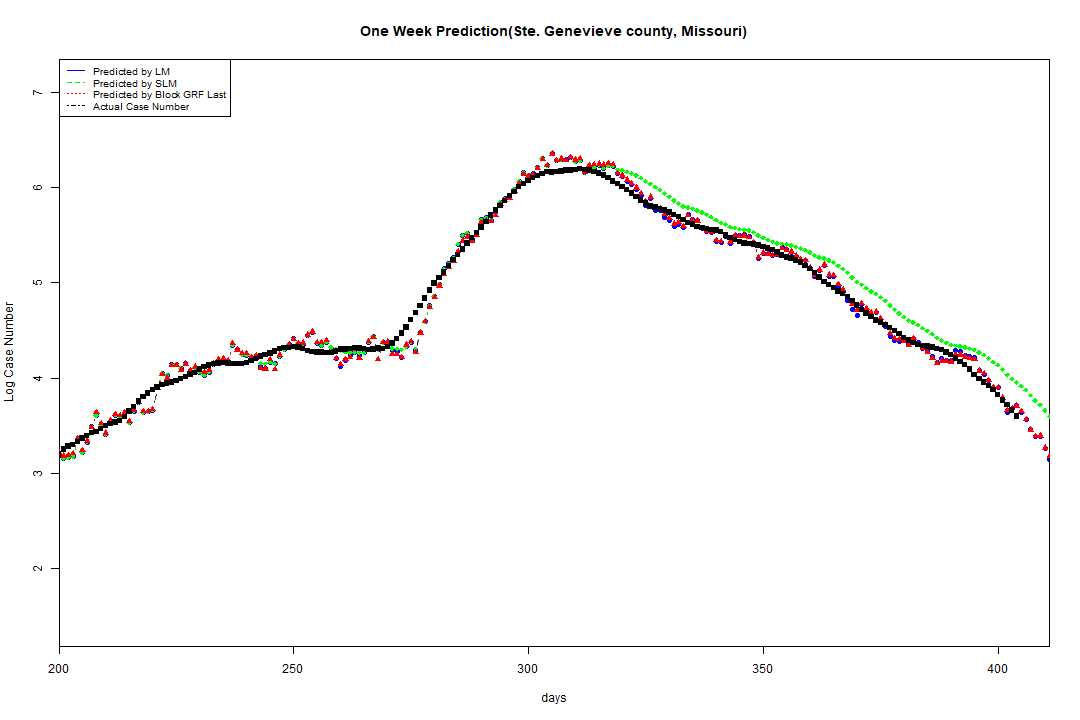 One Week Prediction(Ste. Genevieve county, Missouri)
Predicted by LM
Predicted by SLM
Predicted by Block GRF Last
Actual Case Number
Log Case Number
7
6
5
4
3
2
200 250 300 350 400
days